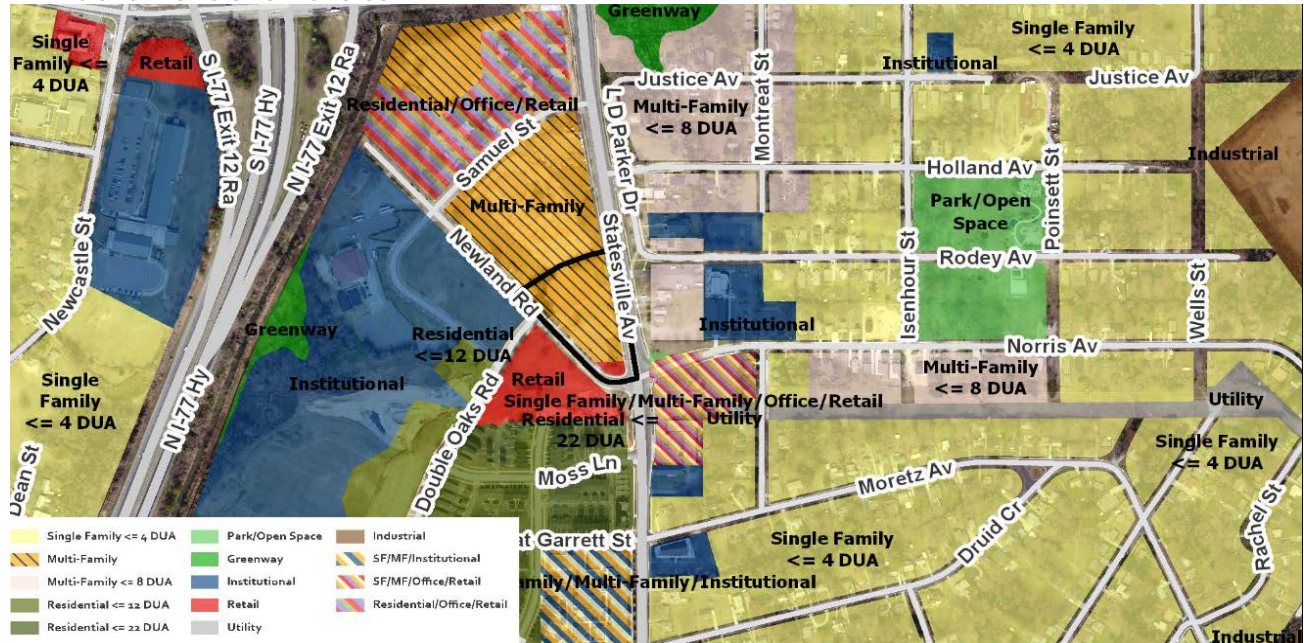 Single
Family <=
4 DUA
Retail
S I-77 Exit 12 Ra
S I-77 Hy
N I-77 Exit 12 Ra
N I-77 Hy
Newcastle St
Single
Family
<= 4 DUA
Dean St
Greenway
Residential/Office/Retail
Samuel St
Multi-Family
Newland Rd
L D Parker Dr
Statesville Av
Greenway
Institutional
Residential
<=12 DUA
Double Oaks Rd
Retail
Single Family/Multi-Family/Office/Retail
Residential <=
22 DUA
Utility
Moss Ln
at Garrett St
amily/Multi-Family/Institutional
Justice Av
Multi-Family
<= 8 DUA
Montreat St
Institutional
Single Family
<= 4 DUA
Justice Av
Holland Av
Park/Open
Space
Poinsett St
Industrial
Rodey Av
Isenhour St
Institutional
Wells St
Norris Av
Multi-Family
<= 8 DUA
Utility
Single Family
<= 4 DUA
Moretz Av
Druid Cr
Rachel St
Single Family
<= 4 DUA
Industrial
Single Family <= 4 DUA
Multi-Family
Multi-Family <= 8 DUA
Residential <= 12 DUA
Residential <= 22 DUA
Park/Open Space
Greenway
Institutional
Retail
Utility
Industrial
SF/MF/Institutional
SF/MF/Office/Retail
Residential/Office/Retail